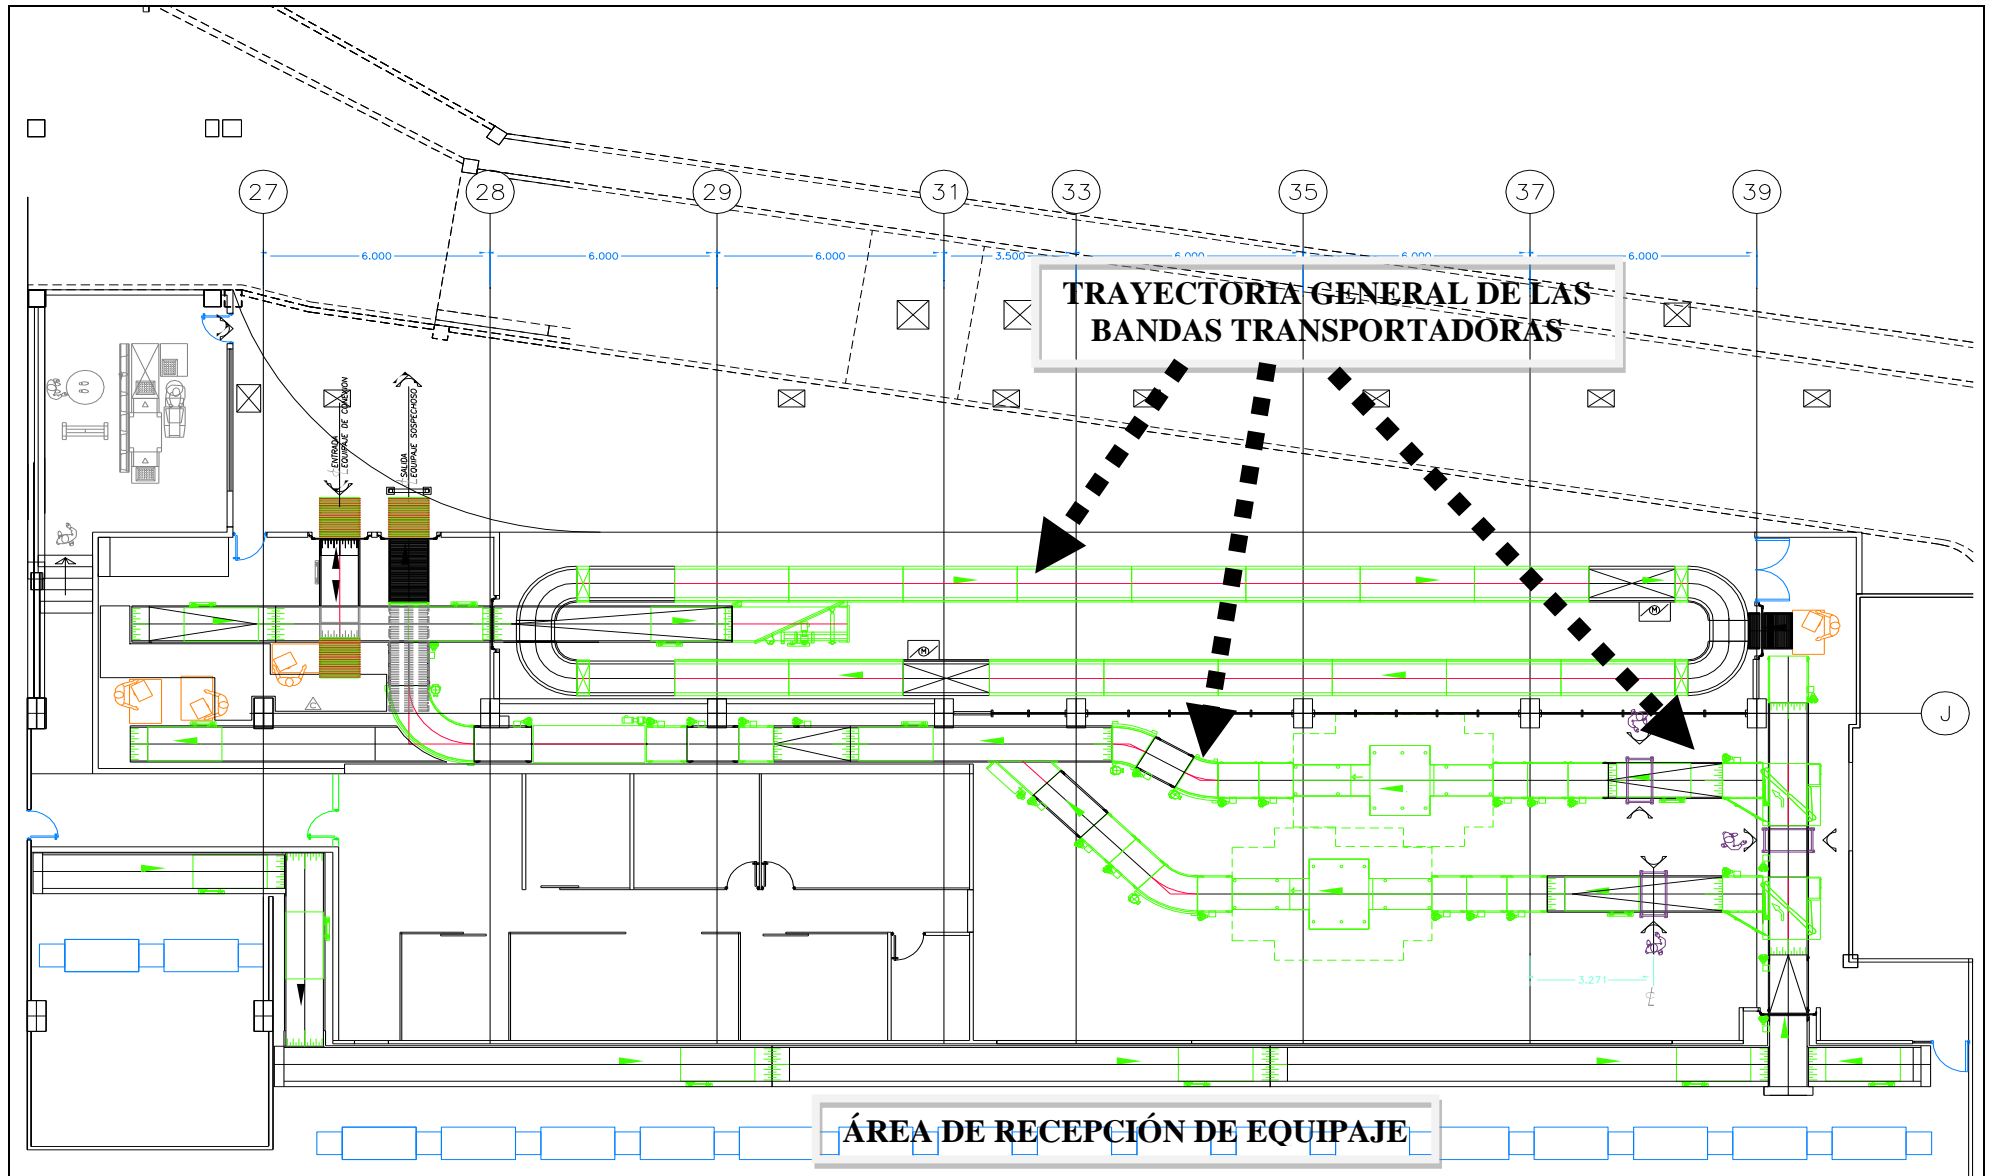 27 28 29 31 33 35 37 39
6.000 6.000 6.000 3.500 6.000 6.000 6.000
TRAYECTORIA GENERAL DE LAS
BANDAS TRANSPORTADORAS
ENTRADA
EQUIPAJE DE CONEXION
SALIDA
EQUIPAJE SOSPECHOSO
M
M
J
3.271
ÁREA DE RECEPCIÓN DE EQUIPAJE